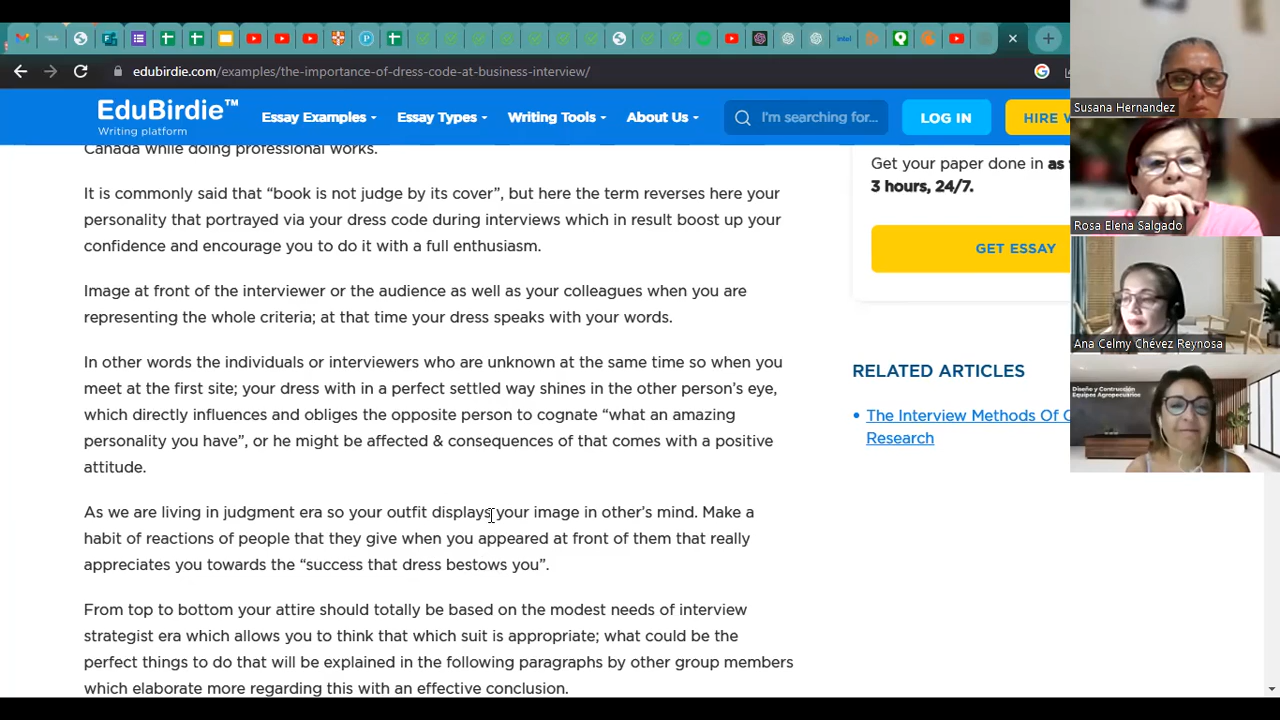 edubirdie.com/examples/the-importance-of-dress-code-at-business-interview/
EduBirdie™
Writing platform
Essay Examples
Essay Types
Writing Tools
About Us
I'm searching for...
LOG IN
HIRE W
Canada while doing professional works.
It is commonly said that “book is not judge by its cover”, but here the term reverses here your
personality that portrayed via your dress code during interviews which in result boost up your
confidence and encourage you to do it with a full enthusiasm.
Image at front of the interviewer or the audience as well as your colleagues when you are
representing the whole criteria; at that time your dress speaks with your words.
In other words the individuals or interviewers who are unknown at the same time so when you
meet at the first site; your dress with in a perfect settled way shines in the other person’s eye,
which directly influences and obliges the opposite person to cognate “what an amazing
personality you have”, or he might be affected & consequences of that comes with a positive
attitude.
As we are living in judgment era so your outfit displays your image in other’s mind. Make a
habit of reactions of people that they give when you appeared at front of them that really
appreciates you towards the “success that dress bestows you”.
From top to bottom your attire should totally be based on the modest needs of interview
strategist era which allows you to think that which suit is appropriate; what could be the
perfect things to do that will be explained in the following paragraphs by other group members
which elaborate more regarding this with an effective conclusion.
Get your paper done in as
3 hours, 24/7.
GET ESSAY
RELATED ARTICLES
• The Interview Methods Of
Research
Susana Hernandez
Rosa Elena Salgado
Ana Celmy Chévez Reynosa
Diseño y Contrucción
Equipos Agropecuarios